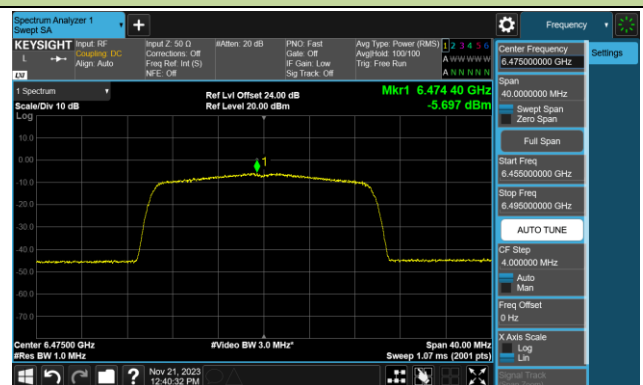 Spectrum Analyzer 1
Swept SA
+
Frequency
KEYSIGHT
L
LXI
Input: RF
Coupling: DC
Align: Auto
Input Z: 50 Ω
Corrections: Off
Freq Ref: Int (S)
NFE: Off
#Atten: 20 dB
PNO: Fast
Gate: Off
IF Gain: Low
Sig Track: Off
Avg Type: Power (RMS)
Avg|Hold: 100/100
Trig: Free Run
1 2 3 4 5 6
A W W W W W
A N N N N N
1 Spectrum
Scale/Div 10 dB
Ref Lvl Offset 24.00 dB
Ref Level 20.00 dBm
Mkr1 6.474 40 GHz
-5.697 dBm
Log
10.0
0.00
-10.0
-20.0
-30.0
-40.0
-50.0
-60.0
-70.0
1
Center 6.47500 GHz
#Res BW 1.0 MHz
#Video BW 3.0 MHz*
Span 40.00 MHz
Sweep 1.07 ms (2001 pts)
Center Frequency
6.475000000 GHz
Settings
Span
40.0000000 MHz
Swept Span
Zero Span
Full Span
Start Freq
6.455000000 GHz
Stop Freq
6.495000000 GHz
AUTO TUNE
CF Step
4.000000 MHz
Auto
Man
Freq Offset
0 Hz
X Axis Scale
Log
Lin
Signal Track
?
Nov 21, 2023
12:40:32 PM